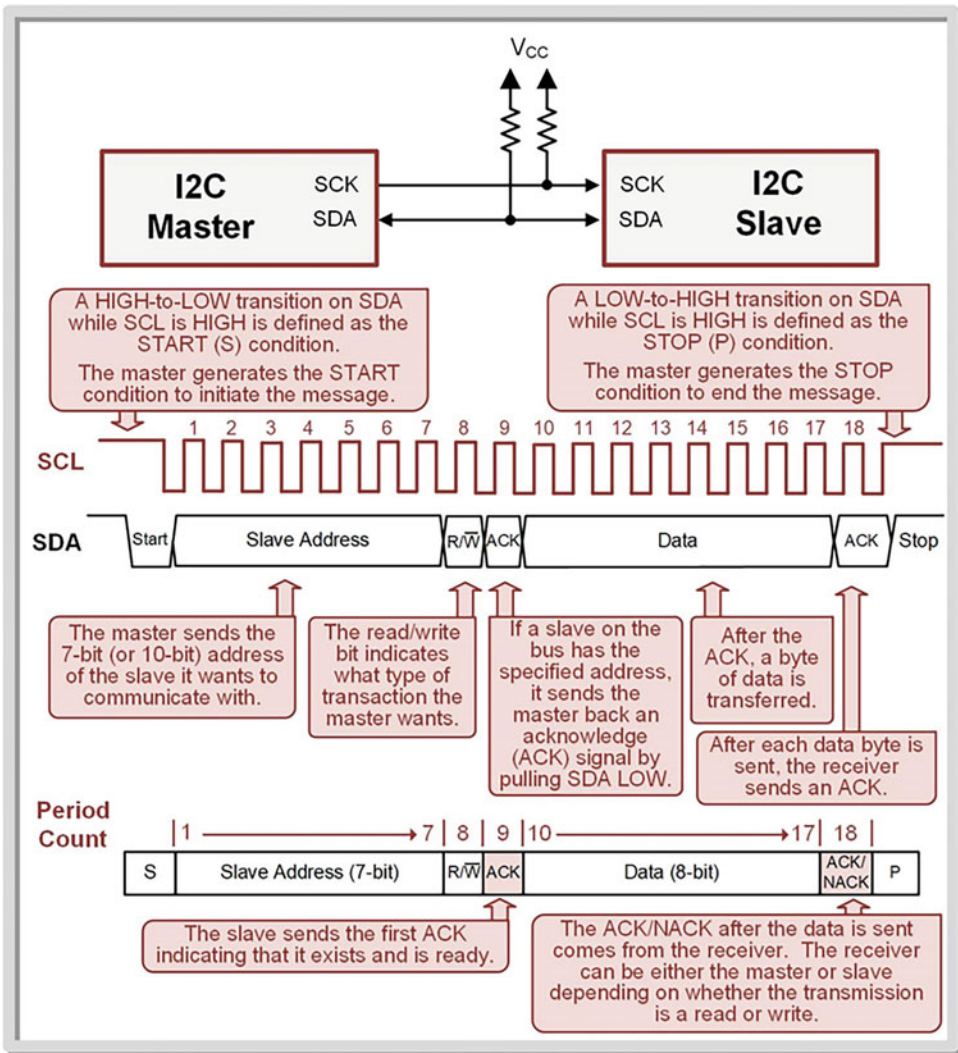 VCC
I2C
Master
SCK
SDA
SCK
SDA
I2C
Slave
A HIGH-to-LOW transition on SDA
while SCL is HIGH is defined as the
START (S) condition.
The master generates the START
condition to initiate the message.
A LOW-to-HIGH transition on SDA
while SCL is HIGH is defined as the
STOP (P) condition.
The master generates the STOP
condition to end the message.
1 2 3 4 5 6 7 8 9 10 11 12 13 14 15 16 17 18
SCL
SDA
Start
Slave Address
R/W̅
ACK
Data
ACK
Stop
The master sends the
7-bit (or 10-bit) address
of the slave it wants to
communicate with.
The read/write
bit indicates
what type of
transaction the
master wants.
If a slave on the
bus has the
specified address,
it sends the
master back an
acknowledge
(ACK) signal by
pulling SDA LOW.
After the
ACK, a byte
of data is
transferred.
After each data byte is
sent, the receiver
sends an ACK.
Period
Count
1 7 8 9 10 17 18
S
Slave Address (7-bit)
R/W̅
ACK
Data (8-bit)
ACK/
NACK
P
The slave sends the first ACK
indicating that it exists and is ready.
The ACK/NACK after the data is sent
comes from the receiver. The receiver
can be either the master or slave
depending on whether the transmission
is a read or write.